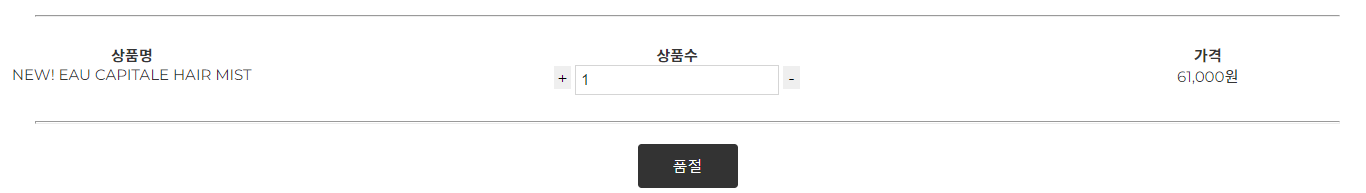 상품명 상품수 가격
NEW! EAU CAPITALE HAIR MIST + 1 - 61,000원
품절